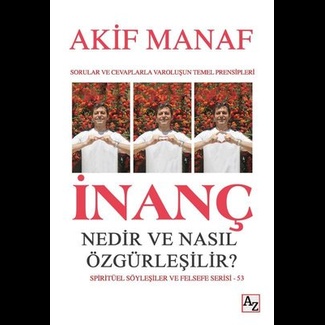 AKİF MANAF
SORULAR VE CEVAPLARLA VAROLUŞUN TEMEL PRENSİPLERİ
İNANÇ
NEDİR VE NASIL
ÖZGÜRLEŞİLİR?
SPİRİTÜEL SÖYLEŞİLER VE FELSEFE SERİSİ - 53
AZ